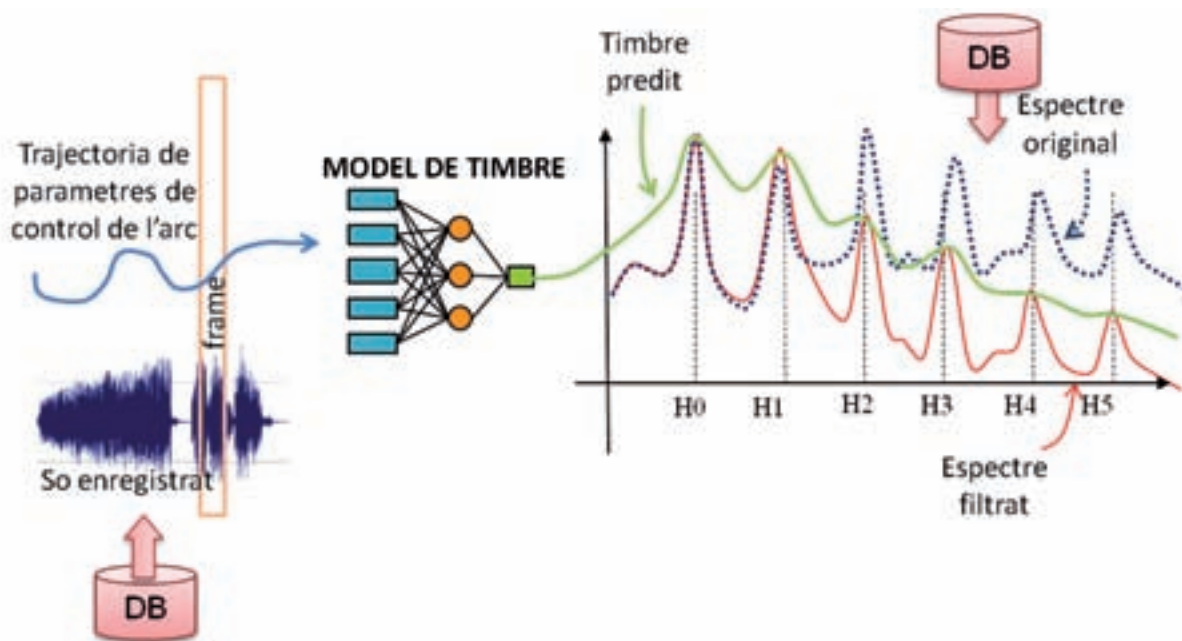 Timbre
predit
DB
Espectre
original
Trajectoria de
parametres de
control de l'arc
MODEL DE TIMBRE
frame
H0 H1 H2 H3 H4 H5
So enregistrat
Espectre
filtrat
DB